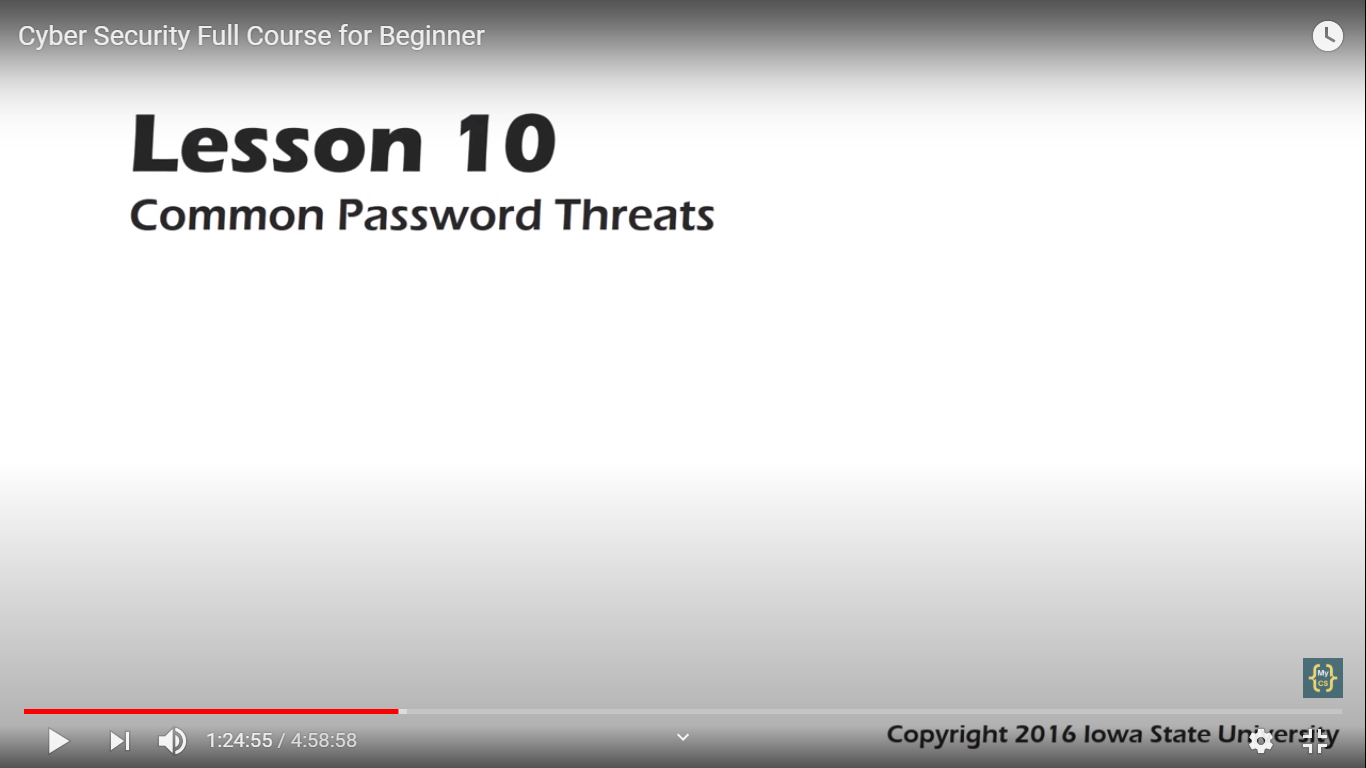 Cyber Security Full Course for Beginner
Lesson 10
Common Password Threats
My
CS
1:24:55 / 4:58:58
Copyright 2016 Iowa State University